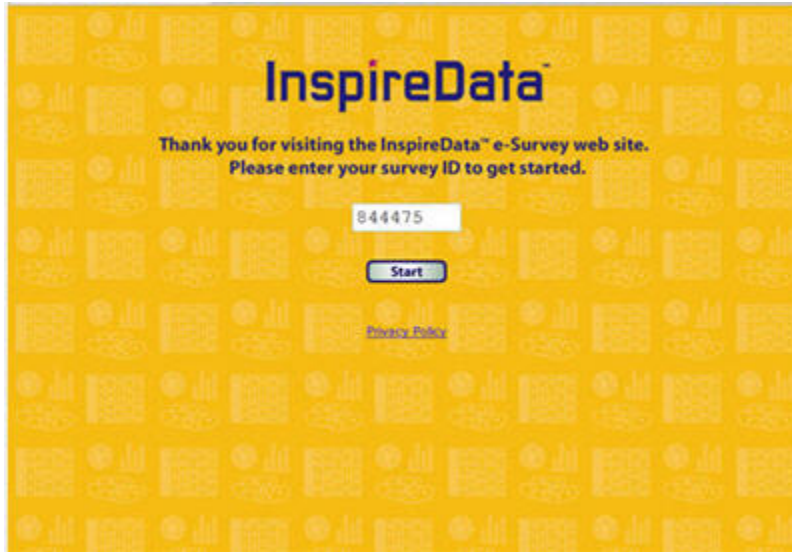 InspireData™
Thank you for visiting the InspireData™ e-Survey web site.
Please enter your survey ID to get started.
844475
Start
Privacy Policy